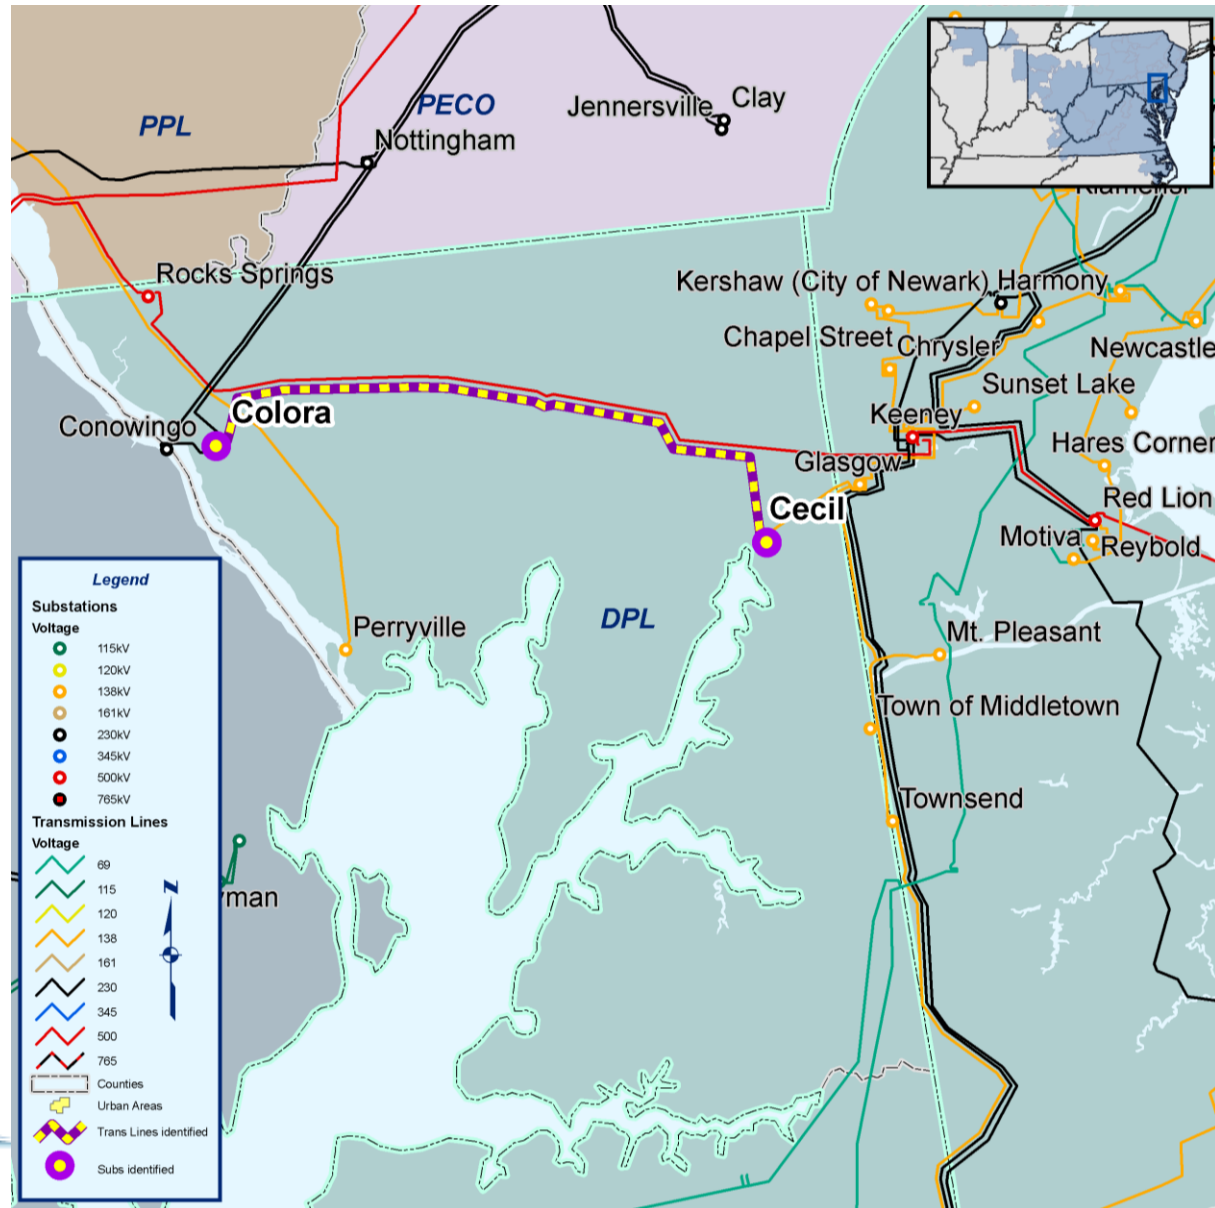 PPL
PECO
Jennersville
Clay
Nottingham
Rocks Springs
Kershaw (City of Newark)
Harmony
Chapel Street
Chrysler
Newcastle
Sunset Lake
Colora
Conowingo
Keeney
Hares Corner
Glasgow
Cecil
Red Lion
Motiva
Reybold
DPL
Perryville
Mt. Pleasant
Town of Middletown
Townsend
yman
Legend
Substations
Voltage
115kV
120kV
138kV
161kV
230kV
345kV
500kV
765kV
Transmission Lines
Voltage
69
115
120
138
161
230
345
500
765
Counties
Urban Areas
Trans Lines identified
Subs identified
N